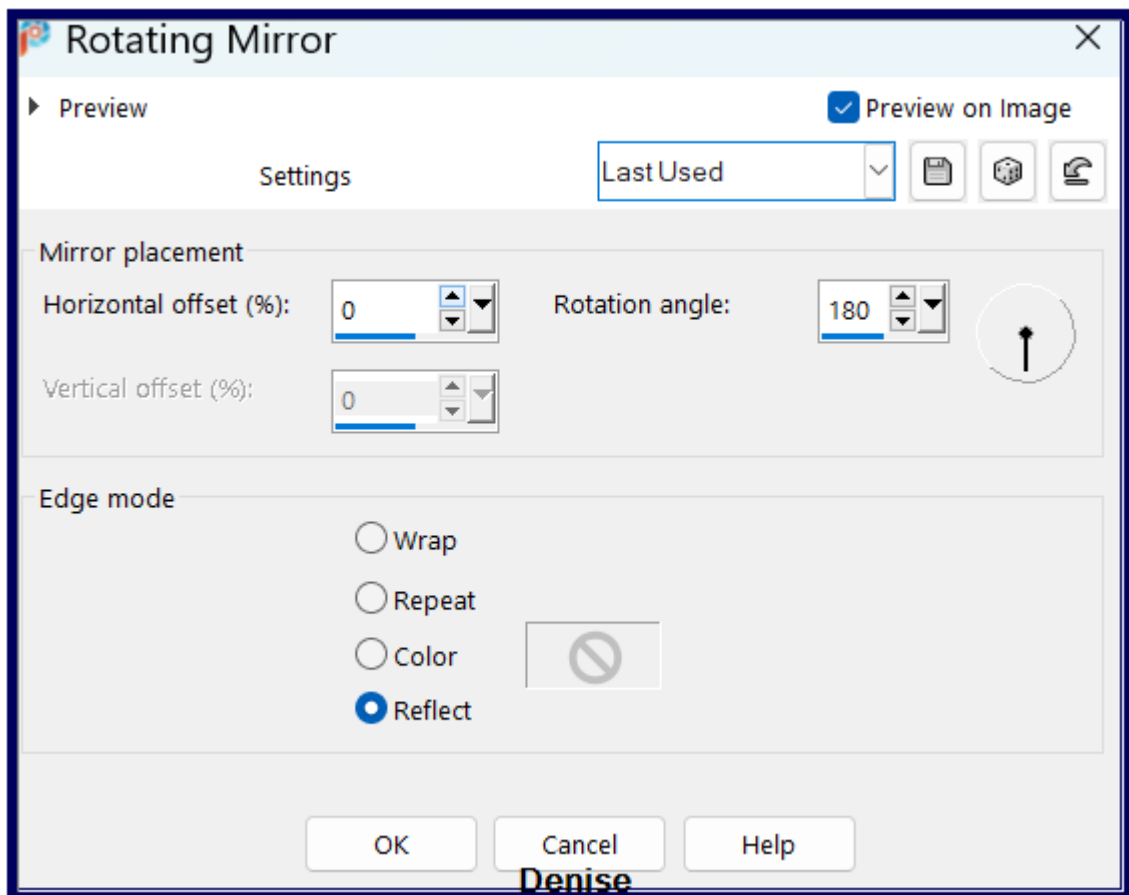 Rotating Mirror
Preview
Preview on Image
Settings
Last Used
Mirror placement
Horizontal offset (%):
0
Rotation angle:
180
Vertical offset (%):
0
Edge mode
Wrap
Repeat
Color
Reflect
OK
Cancel
Help
Denise